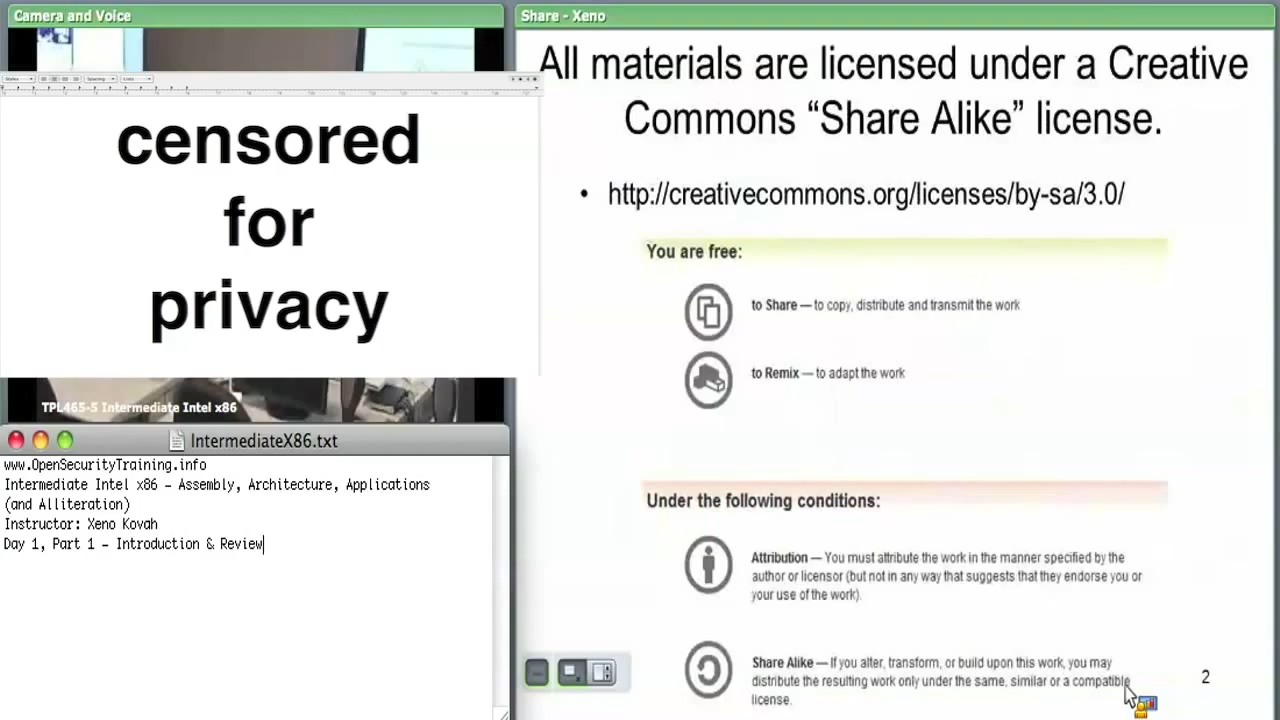 Camera and Voice
Share - Xeno
Styles
Spacing
Lists
censored
for
privacy
TPL465-S Intermediate Intel x86
IntermediateX86.txt
www.OpenSecurityTraining.info
Intermediate Intel x86 – Assembly, Architecture, Applications
(and Alliteration)
Instructor: Xeno Kovah
Day 1, Part 1 – Introduction & Review
All materials are licensed under a Creative
Commons “Share Alike” license.
• http://creativecommons.org/licenses/by-sa/3.0/
You are free:
to Share — to copy, distribute and transmit the work
to Remix — to adapt the work
Under the following conditions:
Attribution — You must attribute the work in the manner specified by the
author or licensor (but not in any way that suggests that they endorse you or
your use of the work).
Share Alike — If you alter, transform, or build upon this work, you may
distribute the resulting work only under the same, similar or a compatible
license.
2